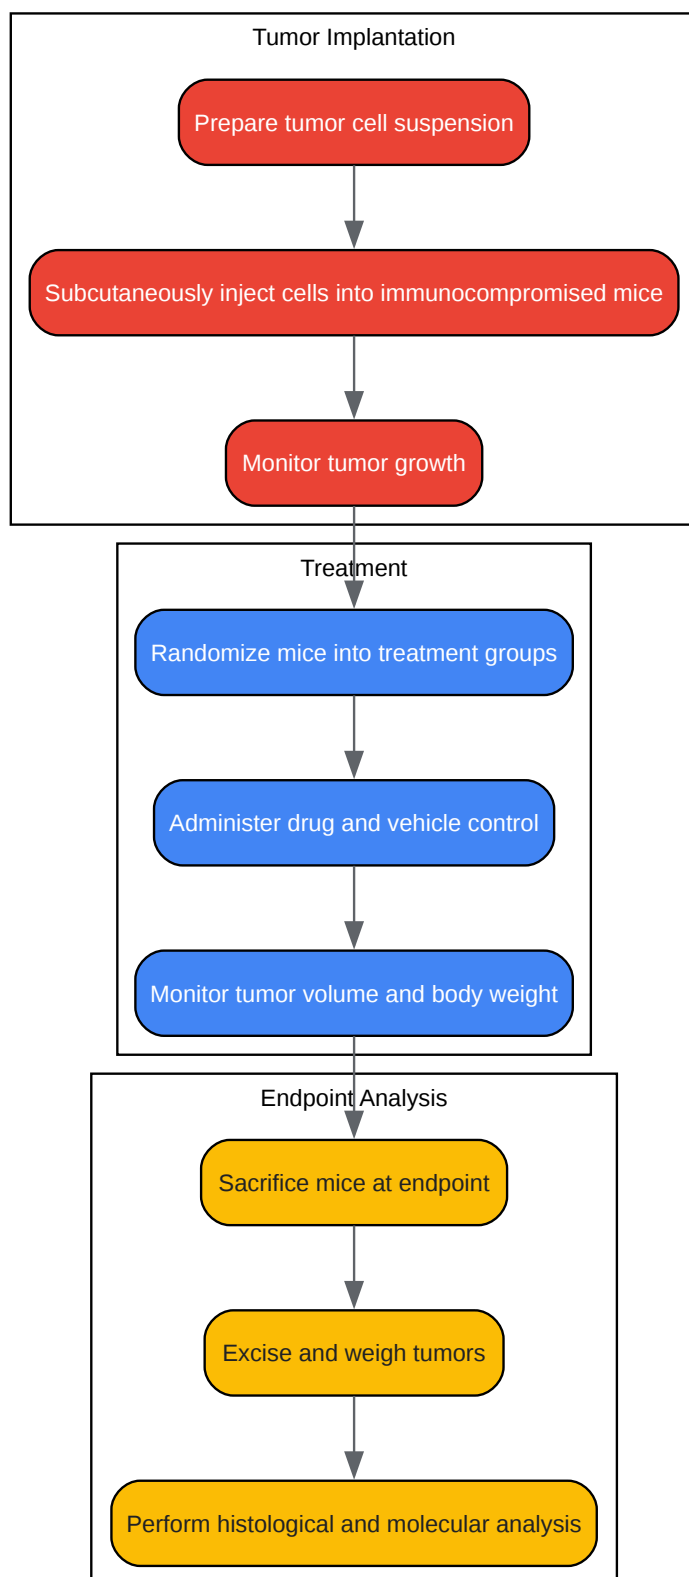 Tumor Implantation
Prepare tumor cell suspension
Subcutaneously inject cells into immunocompromised mice
Monitor tumor growth
Treatment
Randomize mice into treatment groups
Administer drug and vehicle control
Monitor tumor volume and body weight
Endpoint Analysis
Sacrifice mice at endpoint
Excise and weigh tumors
Perform histological and molecular analysis